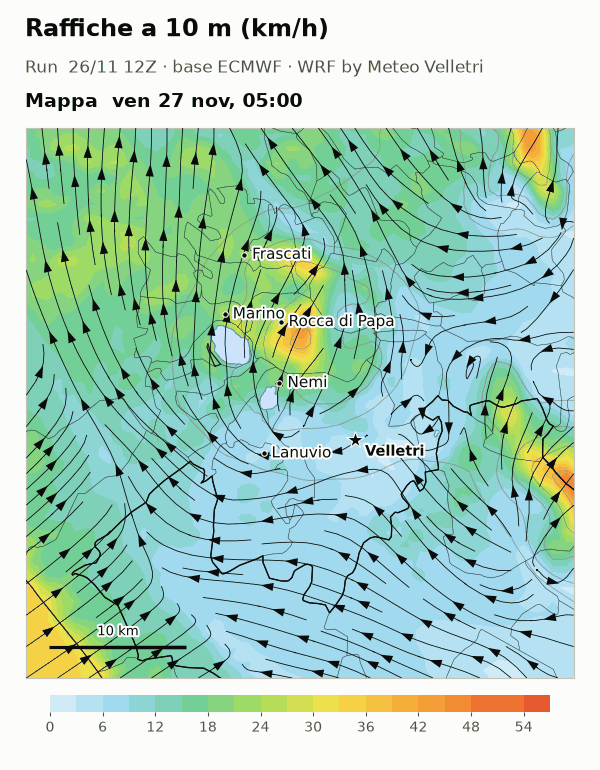 Raffiche a 10 m (km/h)
Run  26/11 12Z · base ECMWF · WRF by Meteo Velletri
Mappa  ven 27 nov, 05:00
Frascati
Marino
Rocca di Papa
Nemi
Velletri
Lanuvio
10 km
0 6 12 18 24 30 36 42 48 54